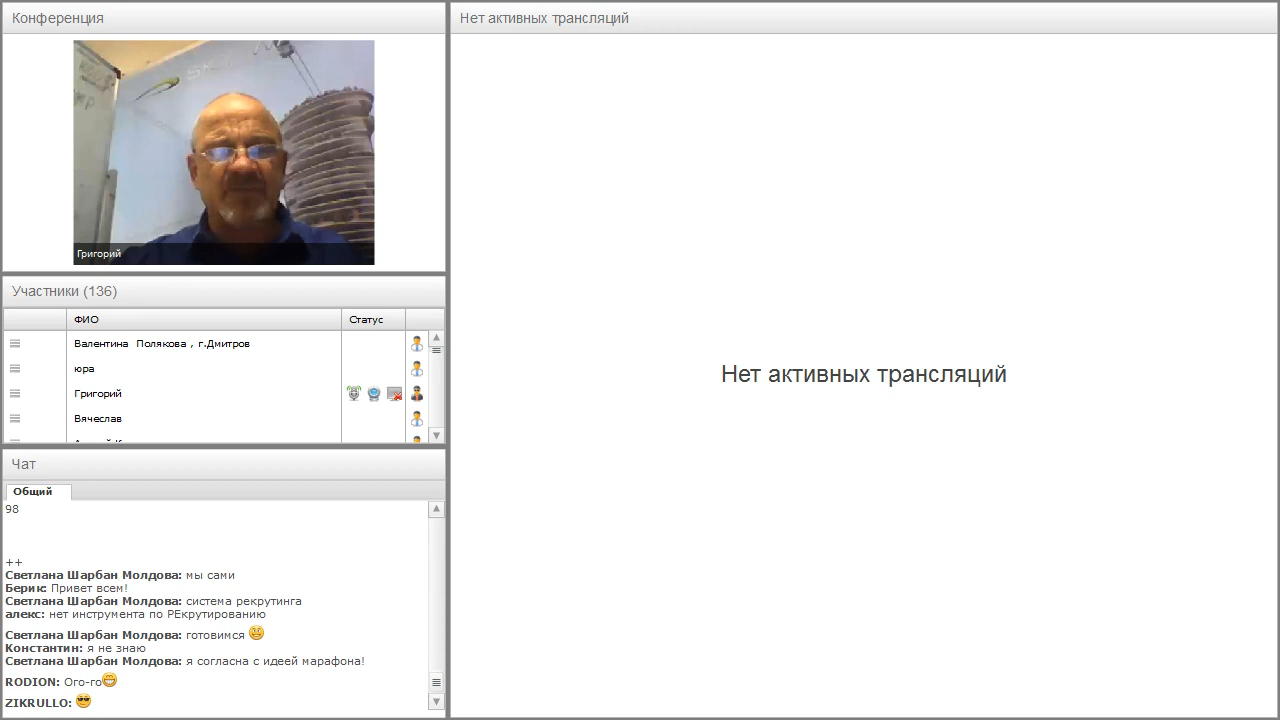 Конференция
Григорий
Участники (136)
ФИО
Статус
Валентина Полякова , г.Дмитров
юра
Григорий
Вячеслав
Чат
Общий
98
++
Светлана Шарбан Молдова: мы сами
Берик: Привет всем!
Светлана Шарбан Молдова: система рекрутинга
алекс: нет инструмента по РЕкрутированию
Светлана Шарбан Молдова: готовимся
Константин: я не знаю
Светлана Шарбан Молдова: я согласна с идеей марафона!
RODION: Ого-го
ZIKRULLO:
Нет активных трансляций
Нет активных трансляций